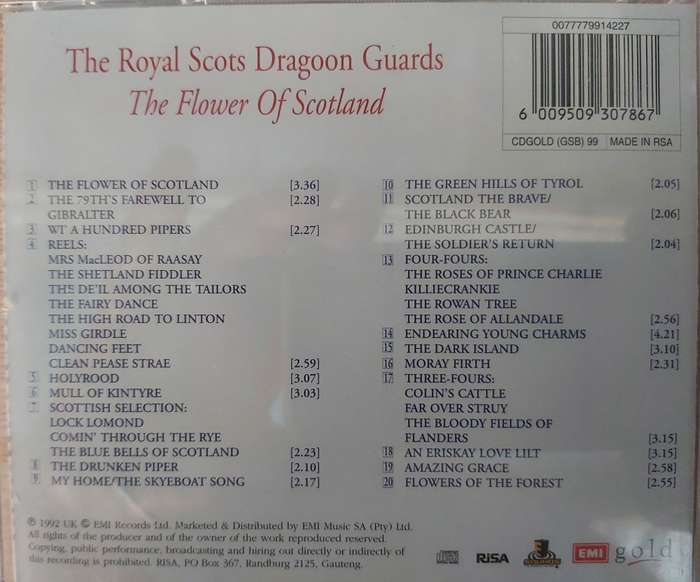 The Royal Scots Dragoon Guards
The Flower Of Scotland
0077779914227
6 009509 307867
CDGOLD (GSB) 99 MADE IN RSA
1 THE FLOWER OF SCOTLAND [3.36]
2 THE 79TH'S FAREWELL TO [2.28]
GIBRALTER
3 WT A HUNDRED PIPERS [2.27]
4 REELS:
MRS MacLEOD OF RAASAY
THE SHETLAND FIDDLER
THE DE'IL AMONG THE TAILORS
THE FAIRY DANCE
THE HIGH ROAD TO LINTON
MISS GIRDLE
DANCING FEET
CLEAN PEASE STRAE [2.59]
5 HOLYROOD [3.07]
6 MULL OF KINTYRE [3.03]
7 SCOTTISH SELECTION:
LOCK LOMOND
COMIN' THROUGH THE RYE
THE BLUE BELLS OF SCOTLAND [2.23]
8 THE DRUNKEN PIPER [2.10]
9 MY HOME/THE SKYEBOAT SONG [2.17]
10 THE GREEN HILLS OF TYROL [2.05]
11 SCOTLAND THE BRAVE/
THE BLACK BEAR [2.06]
12 EDINBURGH CASTLE/
THE SOLDIER'S RETURN [2.04]
13 FOUR-FOURS:
THE ROSES OF PRINCE CHARLIE
KILLIECRANKIE
THE ROWAN TREE
THE ROSE OF ALLANDALE [2.56]
14 ENDEARING YOUNG CHARMS [4.21]
15 THE DARK ISLAND [3.10]
16 MORAY FIRTH [2.31]
17 THREE-FOURS:
COLIN'S CATTLE
FAR OVER STRUY
THE BLOODY FIELDS OF
FLANDERS [3.15]
18 AN ERISKAY LOVE LILT [3.15]
19 AMAZING GRACE [2.58]
20 FLOWERS OF THE FOREST [2.55]
℗ 1992 UK © EMI Records Ltd. Marketed & Distributed by EMI Music SA (Pty) Ltd.
All rights of the producer and of the owner of the work reproduced reserved.
Copying, public performance, broadcasting and hiring out directly or indirectly of
this recording is prohibited. RISA, PO Box 367, Randburg 2125, Gauteng.
RISA
EMI gold